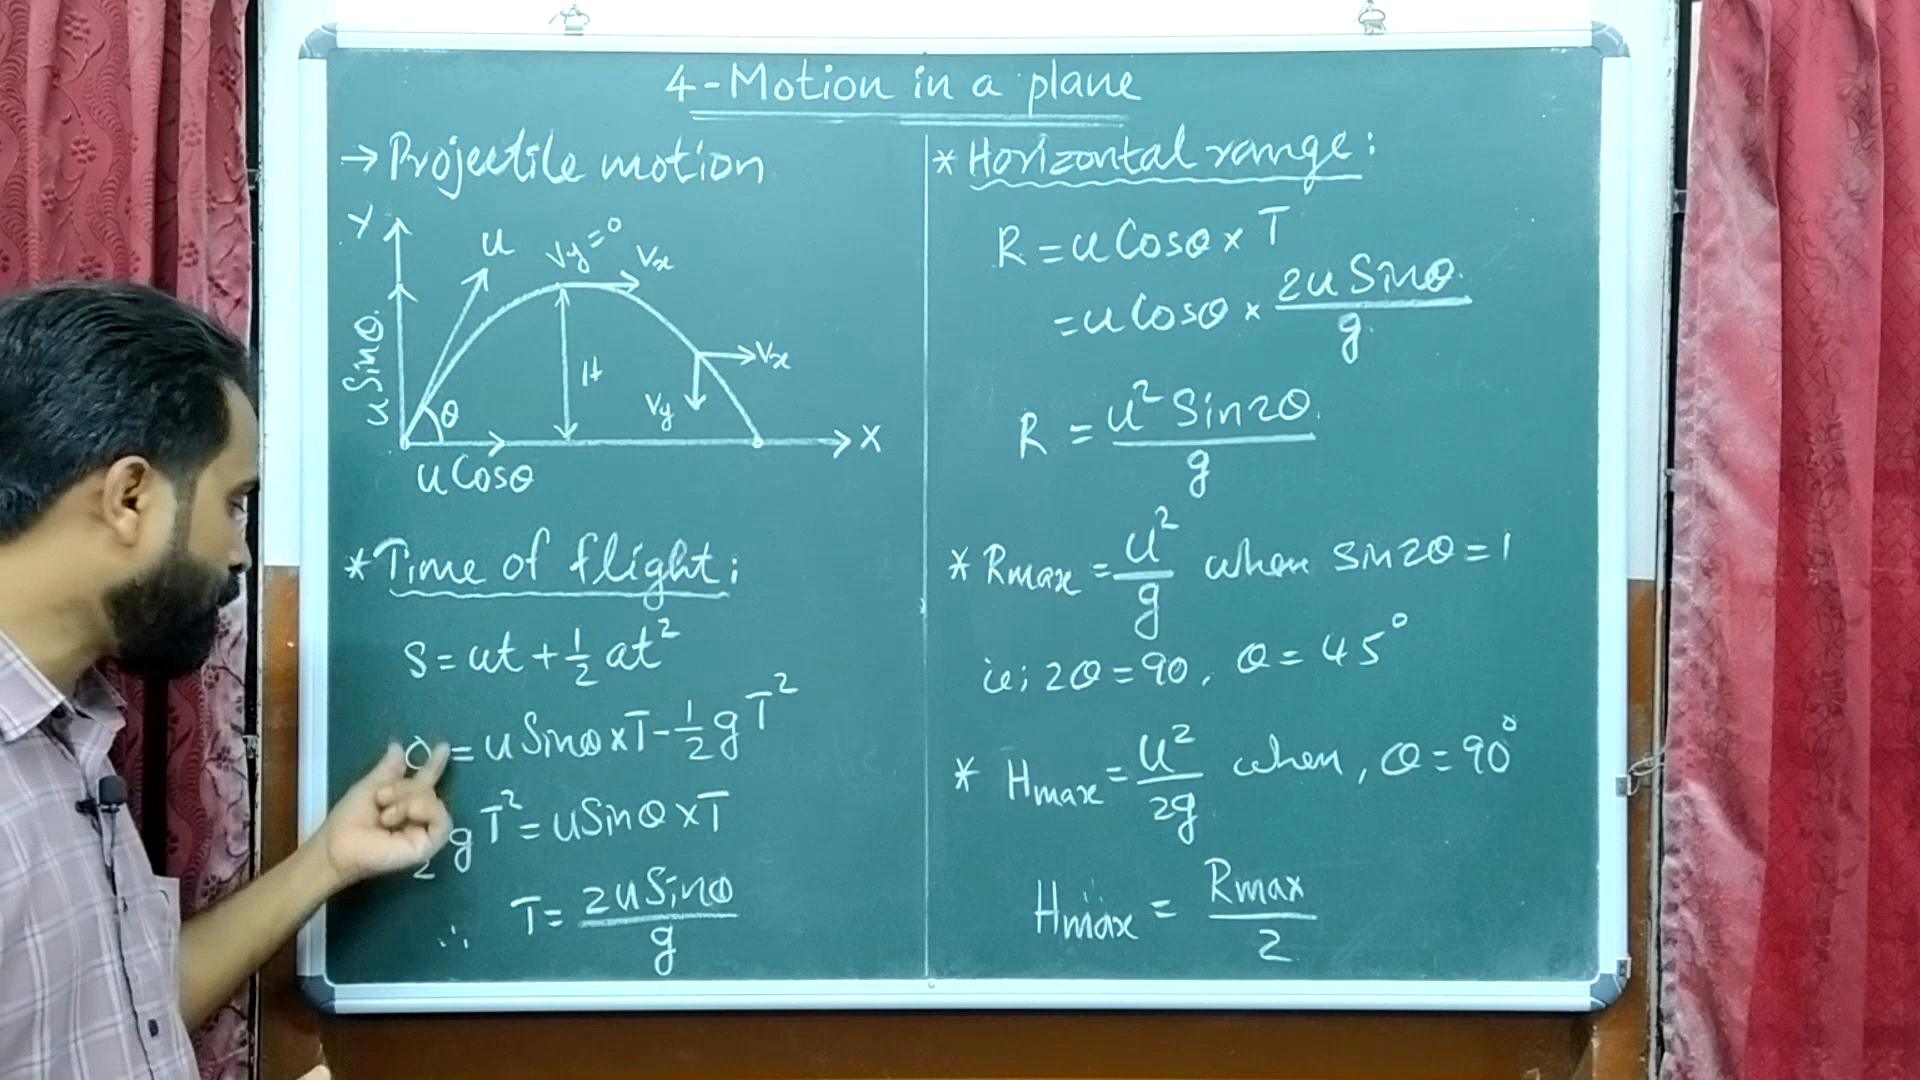 4-Motion in a plane
→ Projectile motion
Y
u
Vy=0
Vx
u Sinθ
H
Vx
Vy
θ
X
u Cosθ
* Time of flight:
S = ut + 1/2 at²
0 = u Sinθ × T - 1/2 g T²
2 g T² = u Sinθ × T
∴ T = 2u Sinθ / g
* Horizontal range:
R = u Cosθ × T
= u Cosθ × 2u Sinθ / g
R = u² Sin2θ / g
* Rmax = u² / g when sin2θ = 1
ie; 2θ = 90, θ = 45°
* Hmax = u² / 2g when, θ = 90°
Hmax = Rmax / 2